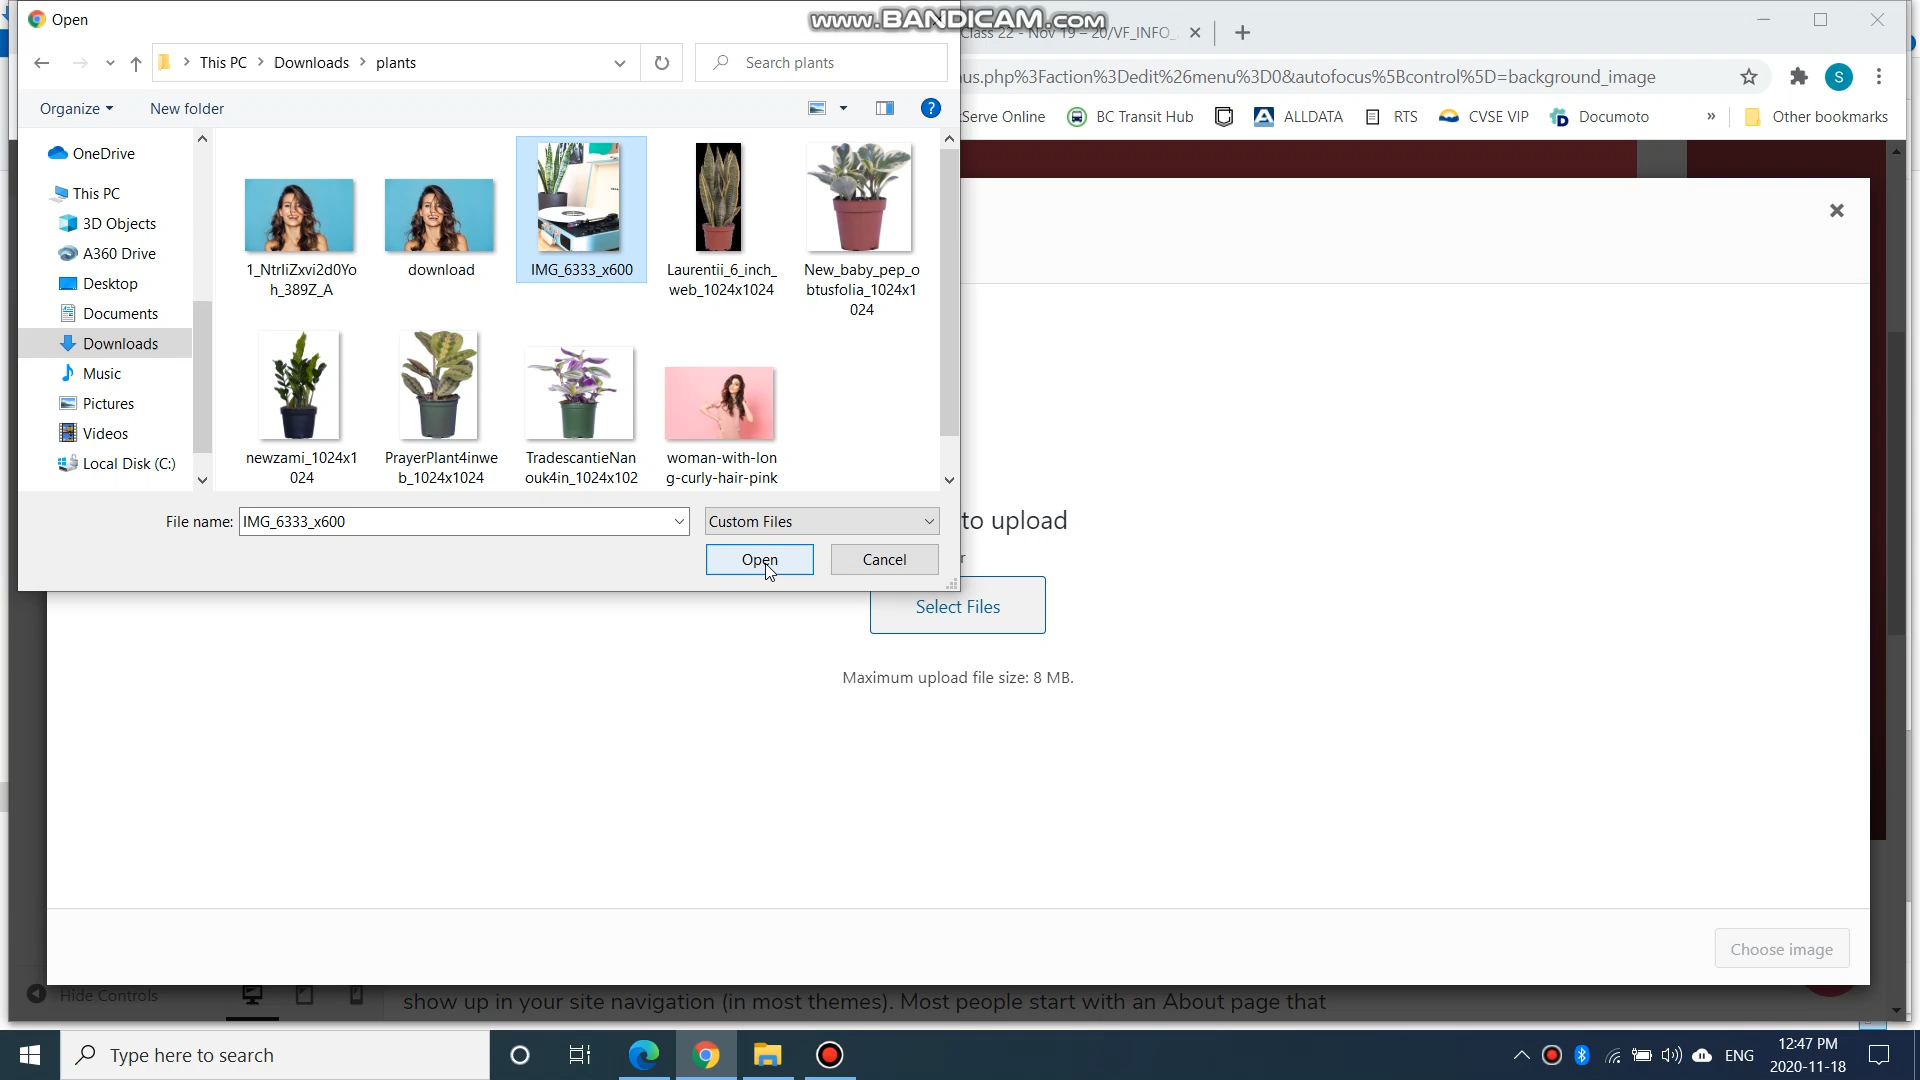 Open
www.BANDICAM.com
Class 22 - Nov 19 – 20/VF_INFO_
This PC
Downloads
plants
Search plants
us.php%3Faction%3Dedit%26menu%3D0&autofocus%5Bcontrol%5D=background_image
S
Organize
New folder
?
Serve Online
BC Transit Hub
ALLDATA
RTS
CVSE VIP
Documoto
»
Other bookmarks
OneDrive
This PC
3D Objects
A360 Drive
Desktop
Documents
Downloads
Music
Pictures
Videos
Local Disk (C:)
1_NtrliZxvi2d0Yo
h_389Z_A
download
IMG_6333_x600
Laurentii_6_inch_
web_1024x1024
New_baby_pep_o
btusfolia_1024x1
024
newzami_1024x1
024
PrayerPlant4inwe
b_1024x1024
TradescantieNan
ouk4in_1024x102
woman-with-lon
g-curly-hair-pink
File name:
IMG_6333_x600
Custom Files
Open
Cancel
to upload
r
Select Files
Maximum upload file size: 8 MB.
Choose image
Hide Controls
show up in your site navigation (in most themes). Most people start with an About page that
Type here to search
ENG
12:47 PM
2020-11-18